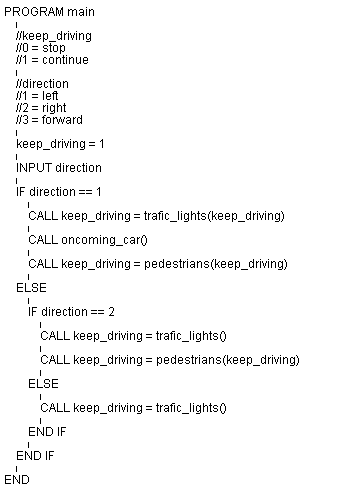 PROGRAM main
//keep_driving
//0 = stop
//1 = continue
//direction
//1 = left
//2 = right
//3 = forward
keep_driving = 1
INPUT direction
IF direction == 1
CALL keep_driving = trafic_lights(keep_driving)
CALL oncoming_car()
CALL keep_driving = pedestrians(keep_driving)
ELSE
IF direction == 2
CALL keep_driving = trafic_lights()
CALL keep_driving = pedestrians(keep_driving)
ELSE
CALL keep_driving = trafic_lights()
END IF
END IF
END